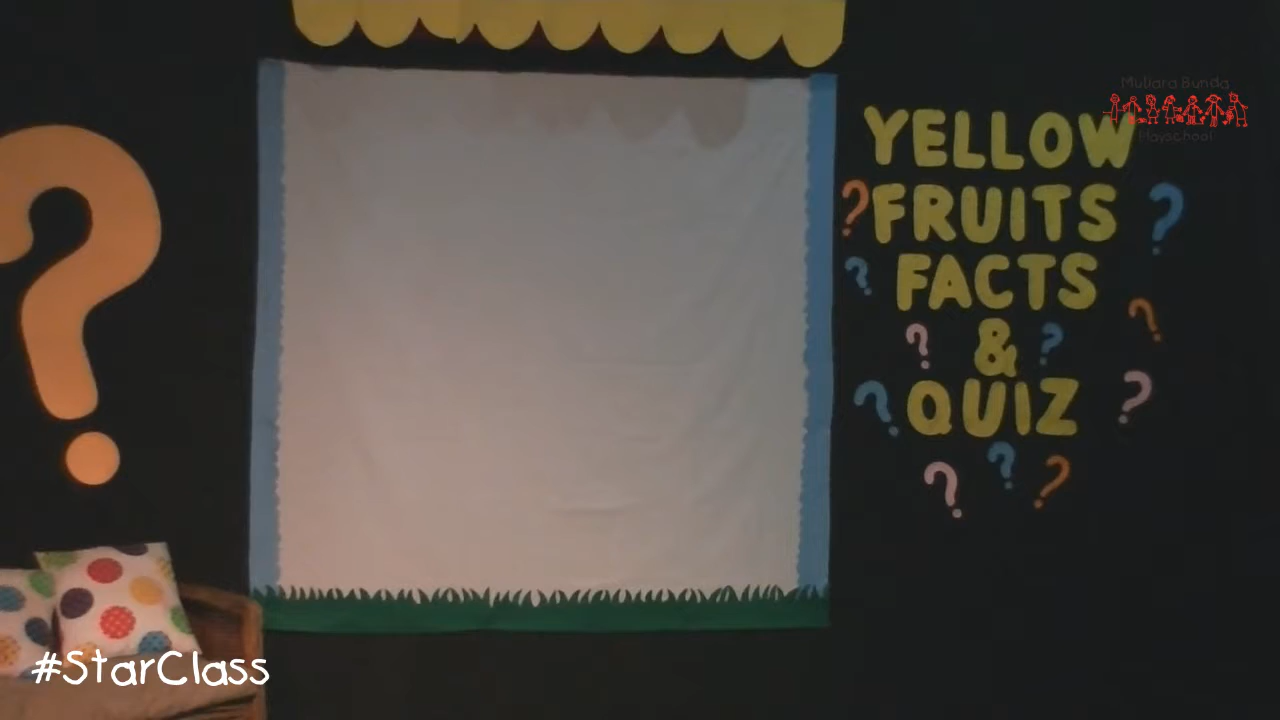 Mutiara Bunda
Playschool
YELLOW
FRUITS
FACTS
&
QUIZ
#StarClass